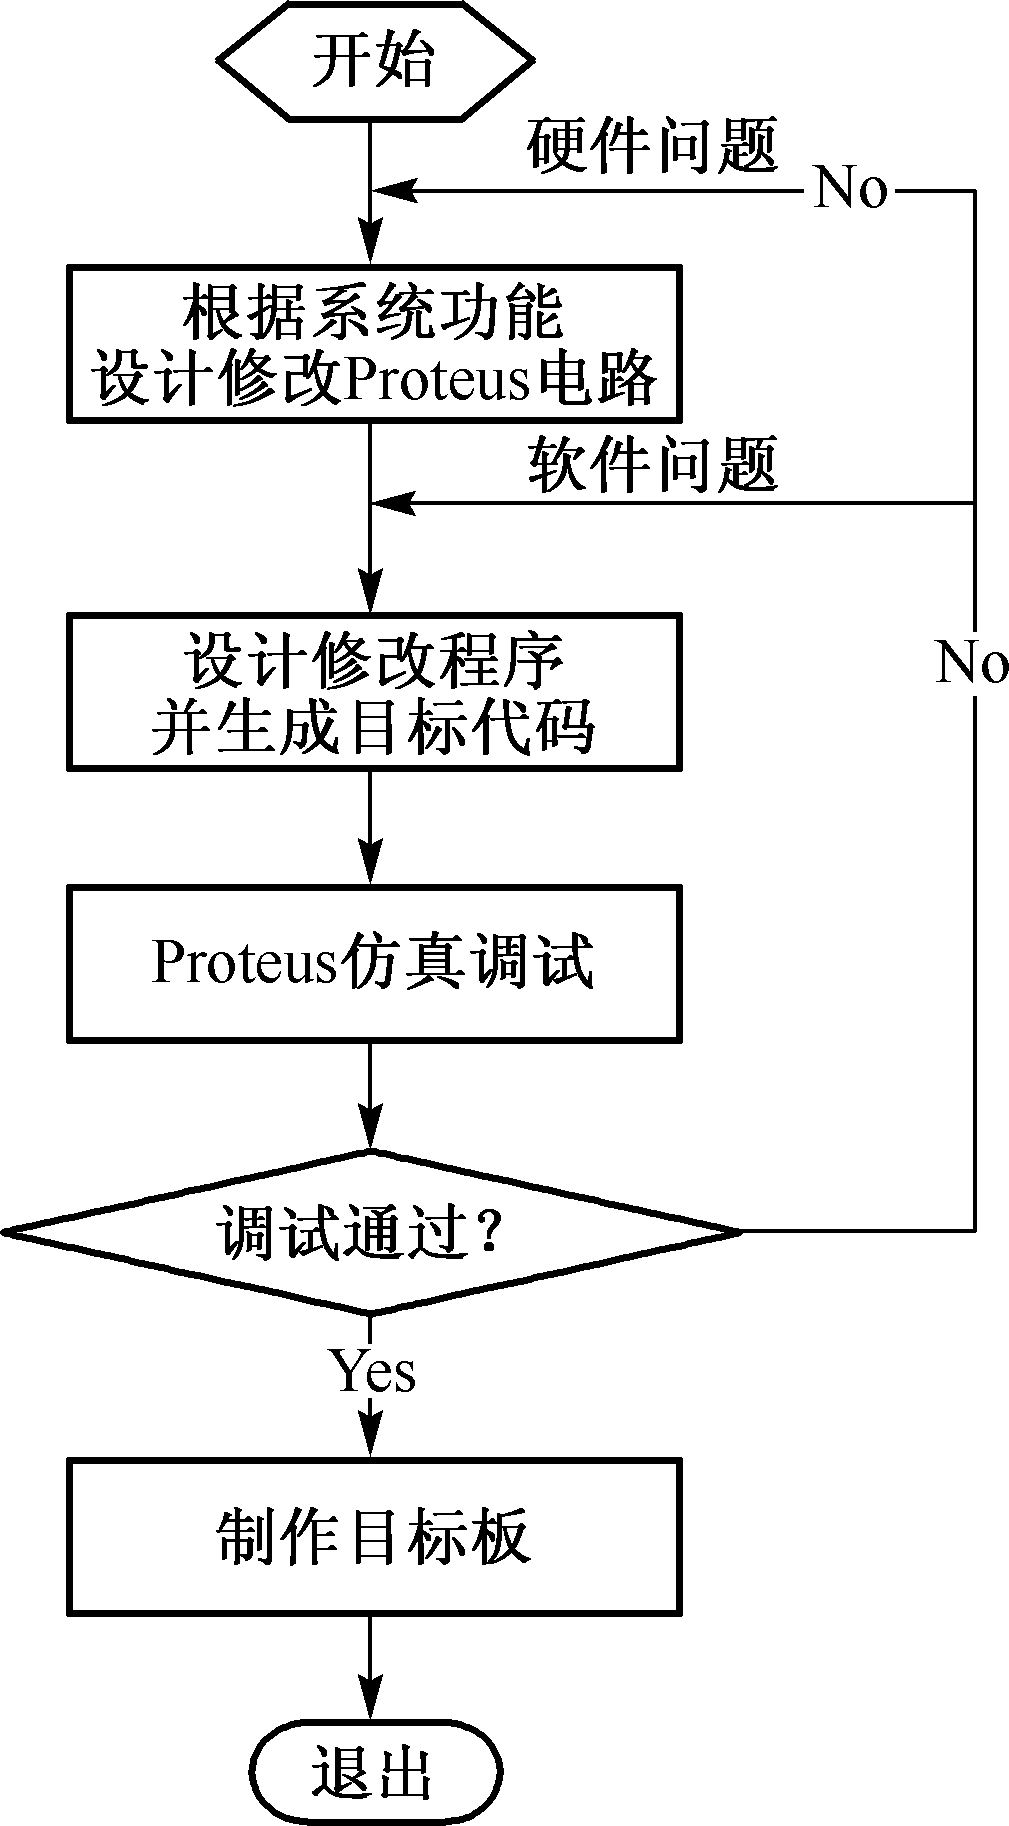 开始
硬件问题
No
根据系统功能
设计修改Proteus电路
软件问题
设计修改程序
No
并生成目标代码
Proteus仿真调试
调试通过?
Yes
制作目标板
退出